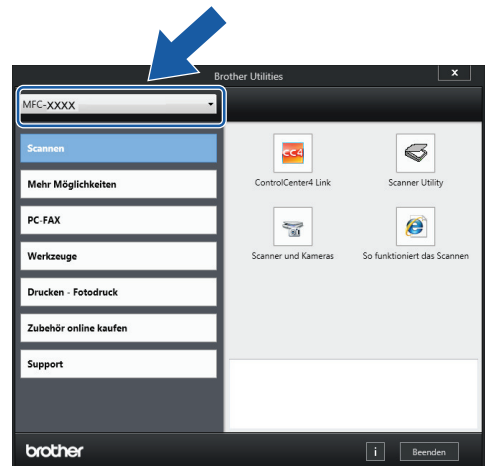 Brother Utilities
x
MFC-XXXX
Scannen
Mehr Möglichkeiten
PC-FAX
Werkzeuge
Drucken - Fotodruck
Zubehör online kaufen
Support
CC4
ControlCenter4 Link
Scanner Utility
Scanner und Kameras
So funktioniert das Scannen
brother
i
Beenden